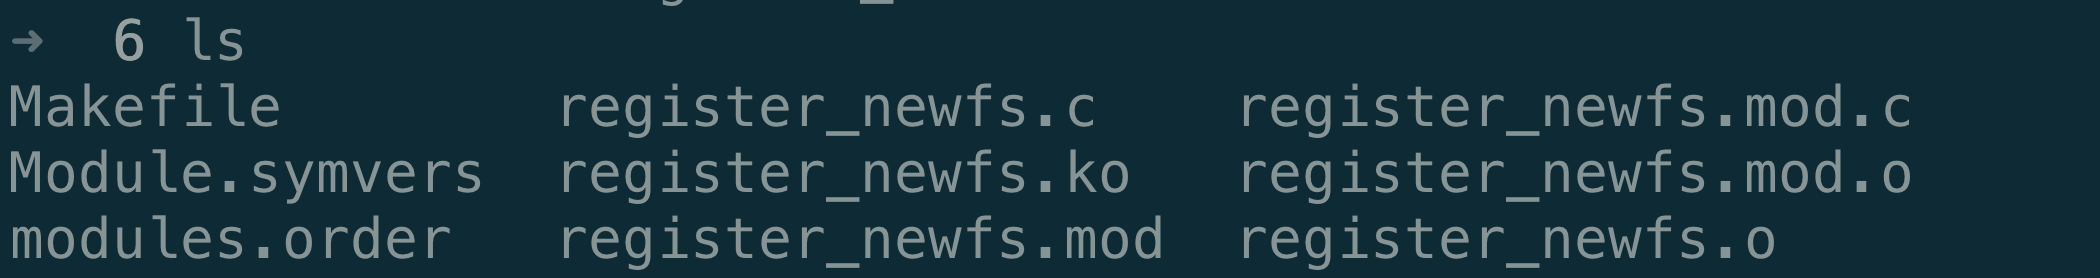 ➜  6 ls
Makefile        register_newfs.c    register_newfs.mod.c
Module.symvers  register_newfs.ko   register_newfs.mod.o
modules.order   register_newfs.mod  register_newfs.o